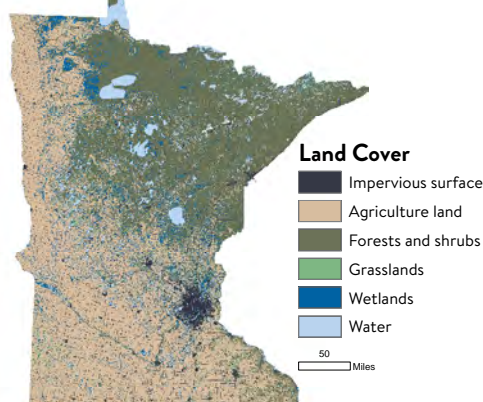 Land Cover
Impervious surface
Agriculture land
Forests and shrubs
Grasslands
Wetlands
Water
50
Miles